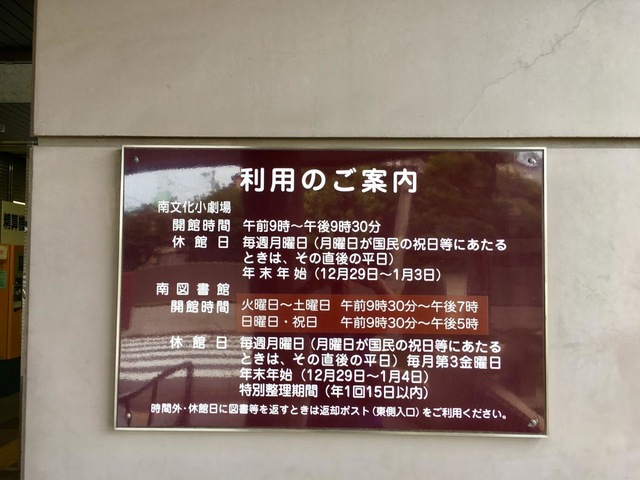 利用のご案内
南文化小劇場
開館時間 午前9時～午後9時30分
休館日 毎週月曜日（月曜日が国民の祝日等にあたる
ときは、その直後の平日）
年末年始（12月29日～1月3日）
南図書館
開館時間 火曜日～土曜日 午前9時30分～午後7時
日曜日・祝日 午前9時30分～午後5時
休館日 毎週月曜日（月曜日が国民の祝日等にあたる
ときは、その直後の平日）毎月第3金曜日
年末年始（12月29日～1月4日）
特別整理期間（年1回15日以内）
時間外・休館日に図書等を返すときは返却ポスト（東側入口）をご利用ください。